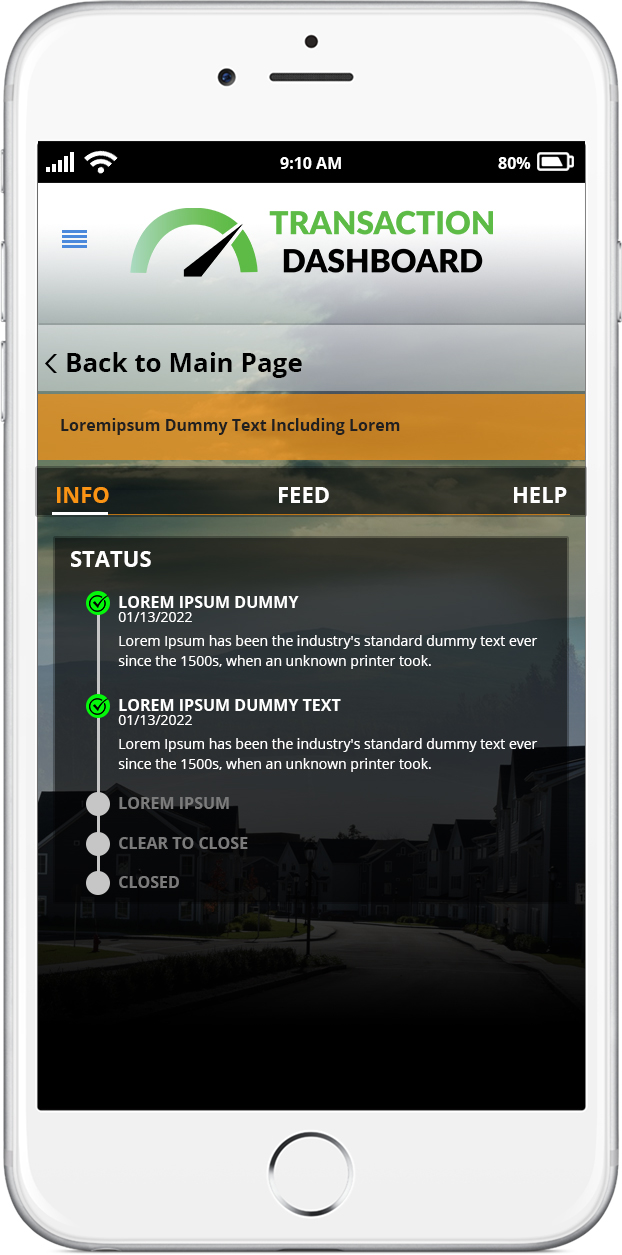 9:10 AM
80%
TRANSACTION
DASHBOARD
Back to Main Page
Loremipsum Dummy Text Including Lorem
INFO FEED HELP
STATUS
LOREM IPSUM DUMMY
01/13/2022
Lorem Ipsum has been the industry's standard dummy text ever
since the 1500s, when an unknown printer took.
LOREM IPSUM DUMMY TEXT
01/13/2022
Lorem Ipsum has been the industry's standard dummy text ever
since the 1500s, when an unknown printer took.
LOREM IPSUM
CLEAR TO CLOSE
CLOSED